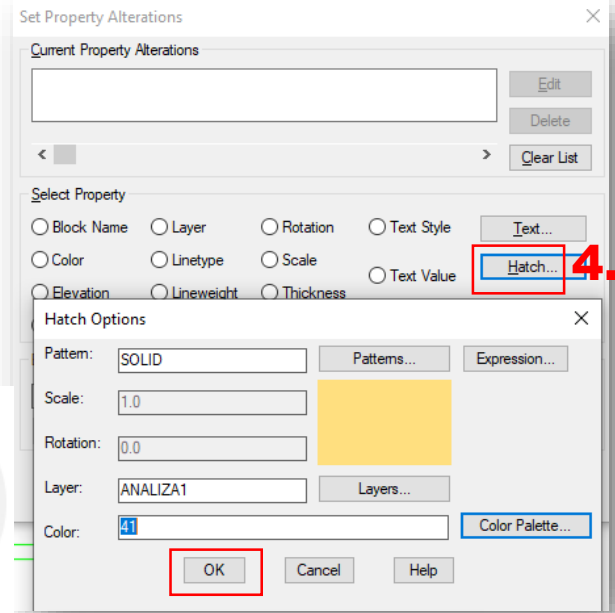 Set Property Alterations
Current Property Alterations
Edit
Delete
Clear List
Select Property
Block Name Layer Rotation Text Style Text...
Color Linetype Scale Text Value Hatch... 4.
Elevation Lineweight Thickness
Hatch Options
Pattern: SOLID Patterns... Expression...
Scale: 1.0
Rotation: 0.0
Layer: ANALIZA1 Layers...
Color: 41 Color Palette...
OK Cancel Help